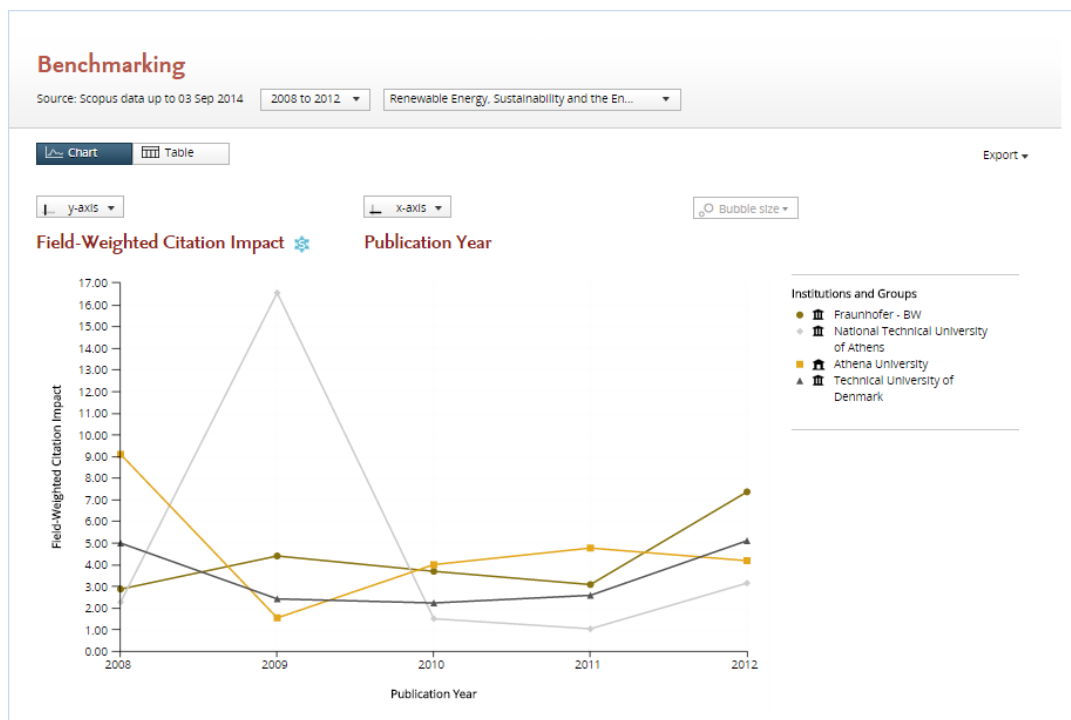 Benchmarking
Source: Scopus data up to 03 Sep 2014
2008 to 2012
Renewable Energy, Sustainability and the En...
Chart
Table
Export
y-axis
x-axis
Bubble size
Field-Weighted Citation Impact
Publication Year
17.00
16.00
15.00
14.00
13.00
12.00
11.00
10.00
9.00
8.00
7.00
6.00
5.00
4.00
3.00
2.00
1.00
0.00
Field-Weighted Citation Impact
2008
2009
2010
2011
2012
Publication Year
Institutions and Groups
Fraunhofer - BW
National Technical University
of Athens
Athena University
Technical University of
Denmark